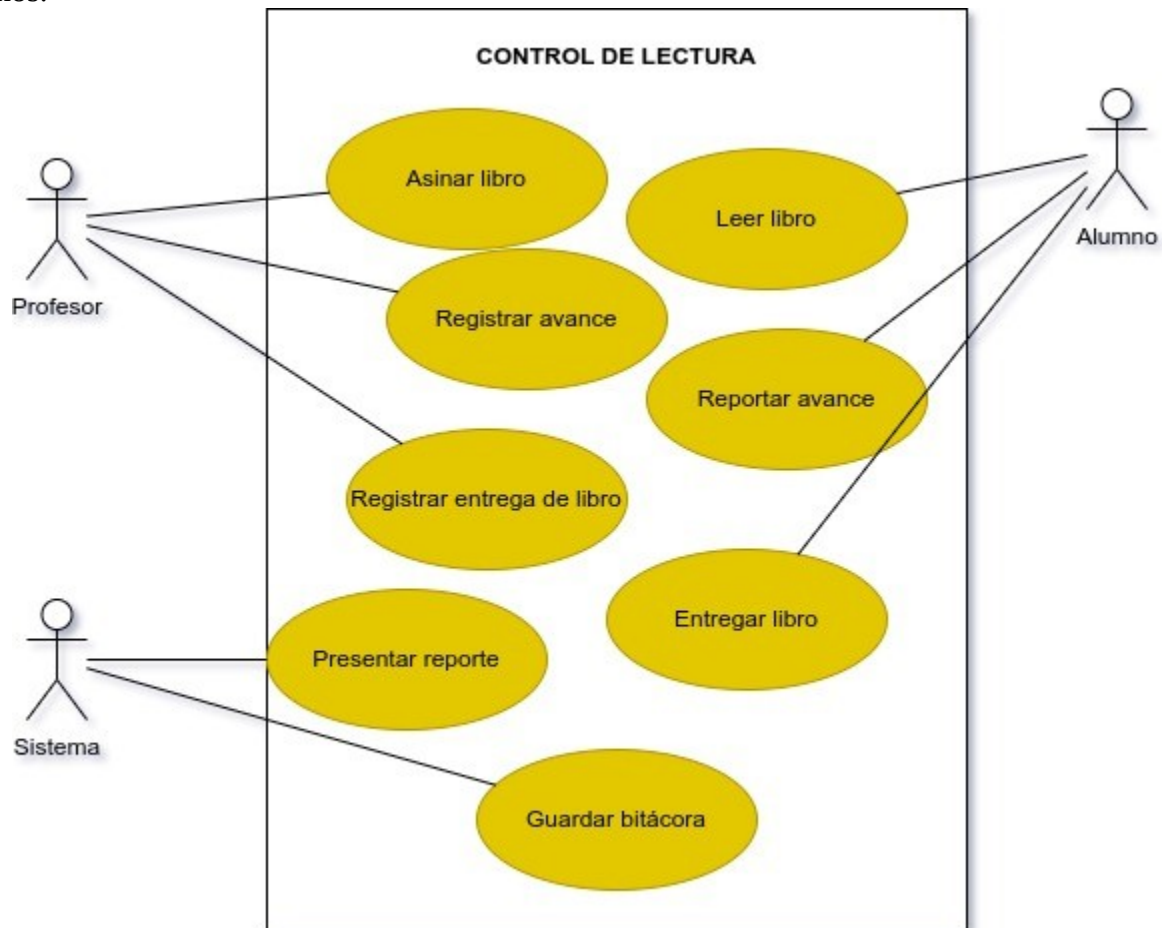 CONTROL DE LECTURA
Asinar libro
Leer libro
Alumno
Profesor
Registrar avance
Reportar avance
Registrar entrega de libro
Entregar libro
Presentar reporte
Sistema
Guardar bitácora